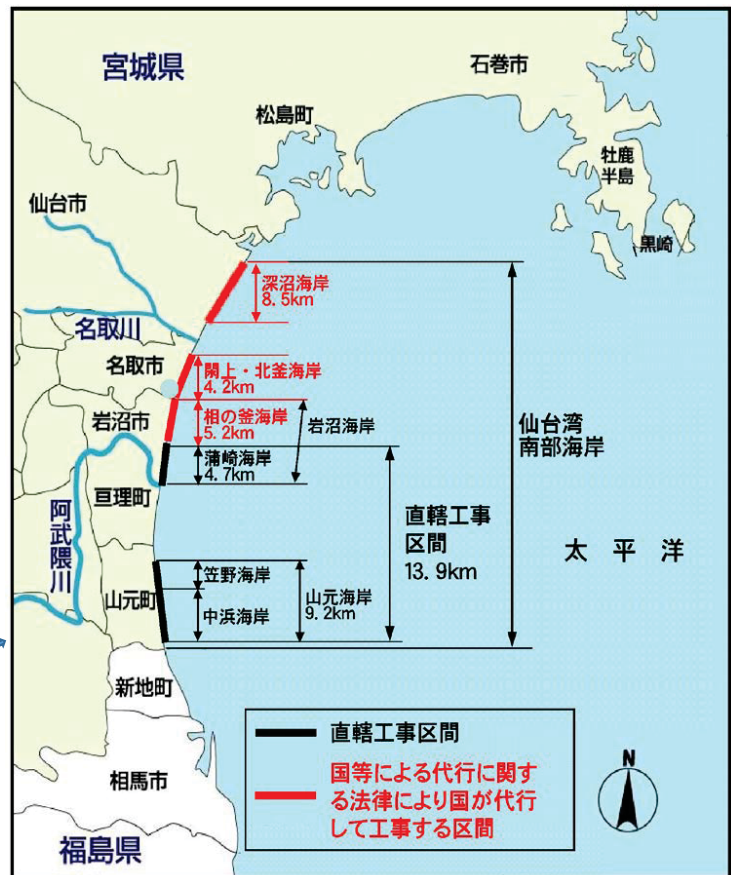 宮城県
石巻市
松島町
牡鹿
半島
仙台市
黒崎
深沼海岸
8.5km
名取川
名取市
閖上・北釜海岸
4.2km
岩沼市
相の釜海岸
5.2km
岩沼海岸
仙台湾
南部海岸
蒲崎海岸
4.7km
亘理町
阿武隈川
直轄工事
区間
13.9km
太平洋
笠野海岸
山元町
山元海岸
9.2km
中浜海岸
新地町
直轄工事区間
国等による代行に関す
る法律により国が代行
して工事する区間
N
相馬市
福島県